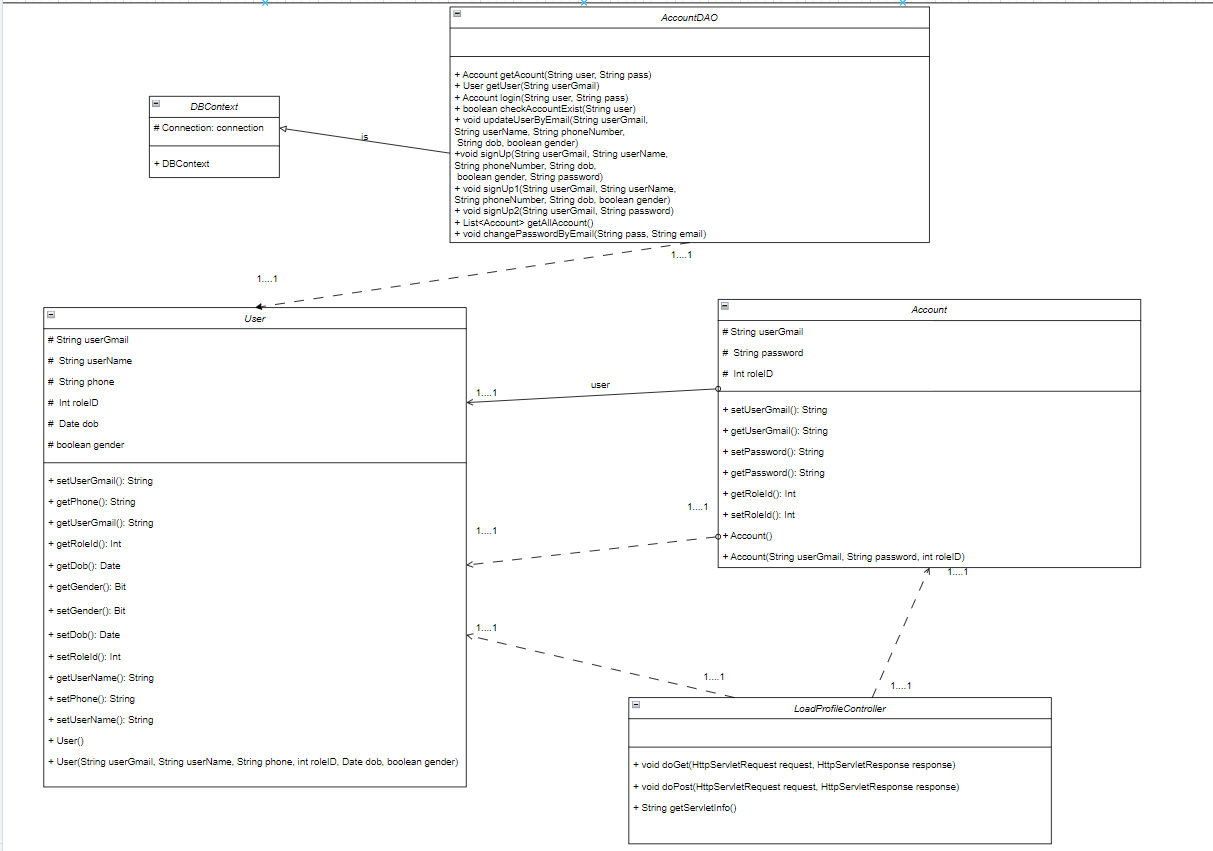 AccountDAO
+ Account getAcount(String user, String pass)
+ User getUser(String userGmail)
+ Account login(String user, String pass)
+ boolean checkAccountExist(String user)
+ void updateUserByEmail(String userGmail,
String userName, String phoneNumber,
String dob, boolean gender)
+void signUp(String userGmail, String userName,
String phoneNumber, String dob,
boolean gender, String password)
+ void signUp1(String userGmail, String userName,
String phoneNumber, String dob, boolean gender)
+ void signUp2(String userGmail, String password)
+ List<Account> getAllAccount()
+ void changePasswordByEmail(String pass, String email)
DBContext
# Connection: connection
+ DBContext
is
1....1
1....1
User
# String userGmail
# String userName
# String phone
# Int roleID
# Date dob
# boolean gender
+ setUserGmail(): String
+ getPhone(): String
+ getUserGmail(): String
+ getRoleId(): Int
+ getDob(): Date
+ getGender(): Bit
+ setGender(): Bit
+ setDob(): Date
+ setRoleId(): Int
+ getUserName(): String
+ setPhone(): String
+ setUserName(): String
+ User()
+ User(String userGmail, String userName, String phone, int roleID, Date dob, boolean gender)
1....1
user
1....1
1....1
1....1
1....1
Account
# String userGmail
# String password
# Int roleID
+ setUserGmail(): String
+ getUserGmail(): String
+ setPassword(): String
+ getPassword(): String
+ getRoleId(): Int
+ setRoleId(): Int
+ Account()
+ Account(String userGmail, String password, int roleID)
1....1
1....1
LoadProfileController
+ void doGet(HttpServletRequest request, HttpServletResponse response)
+ void doPost(HttpServletRequest request, HttpServletResponse response)
+ String getServletInfo()